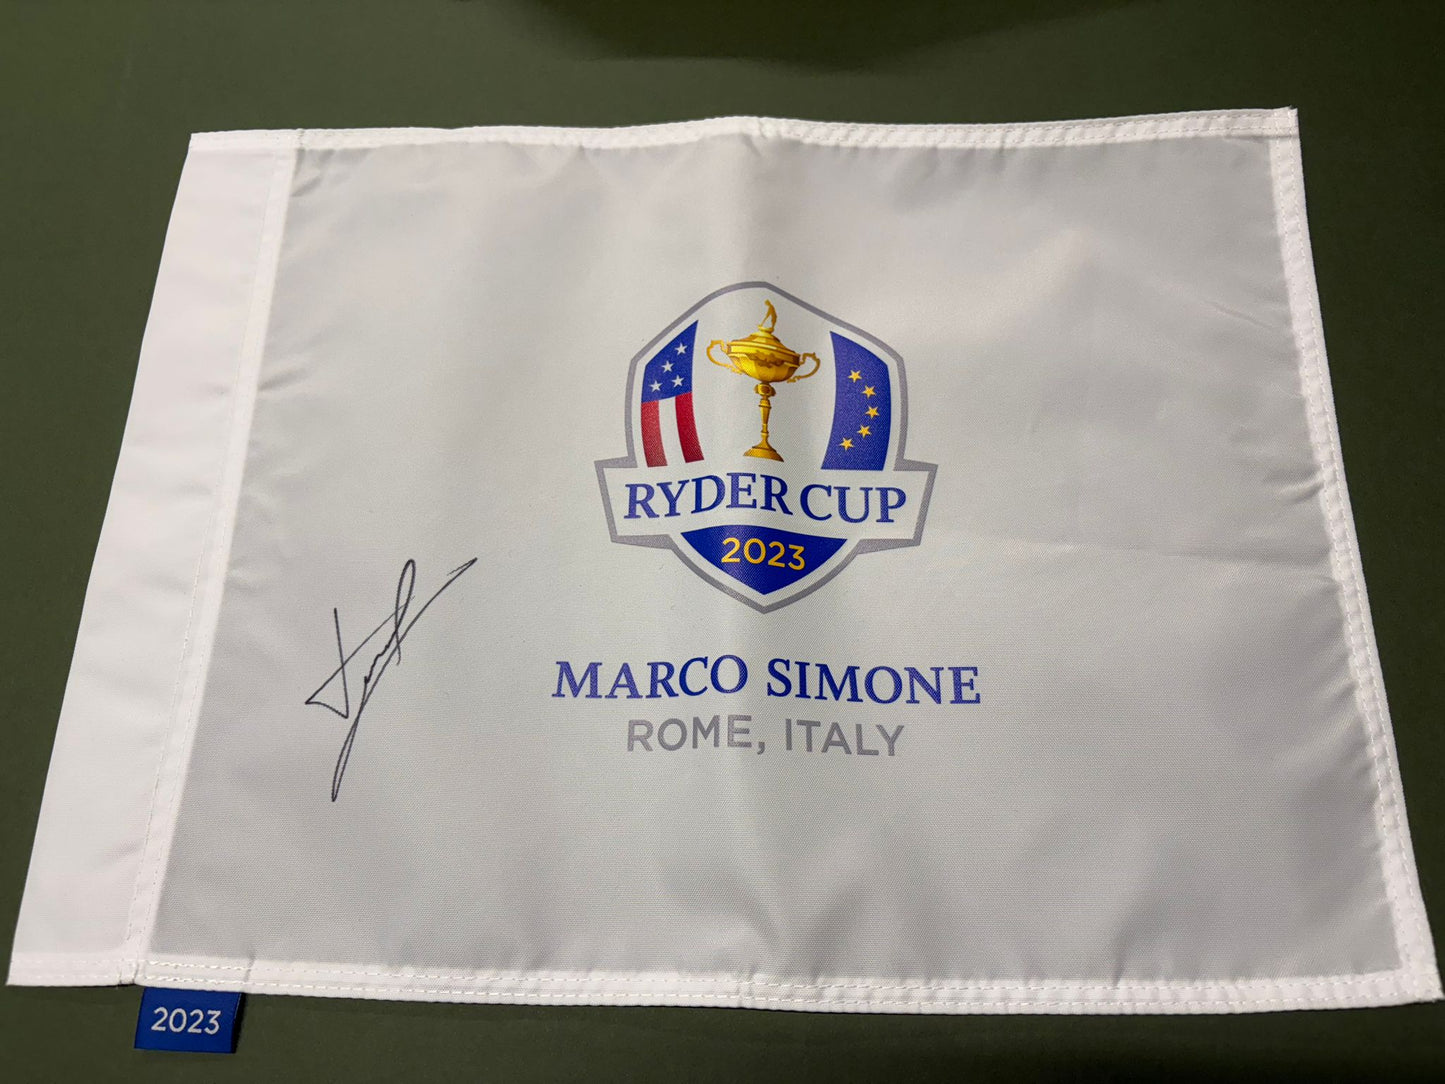 RYDER CUP
2023
MARCO SIMONE
ROME, ITALY
2023